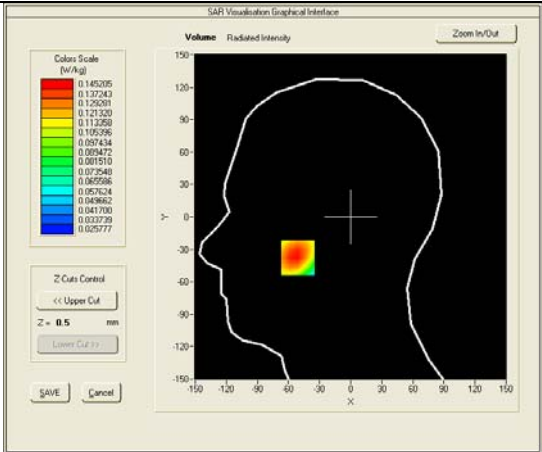 SAR Visualisation Graphical Interface
Volume Radiated Intensity
Zoom In/Out
Colors Scale
(W/kg)
0.145205
0.137243
0.129281
0.121320
0.113358
0.105396
0.097434
0.089472
0.081510
0.073548
0.065586
0.057624
0.049662
0.041700
0.033739
0.025777
Z-Cuts Control
<< Upper Cut
Z = 0.5 mm
Lower Cut >>
SAVE Cancel
150
120
90
60
30
0
-30
-60
-90
-120
-150
Y
-150 -120 -90 -60 -30 0 30 60 90 120 150
X